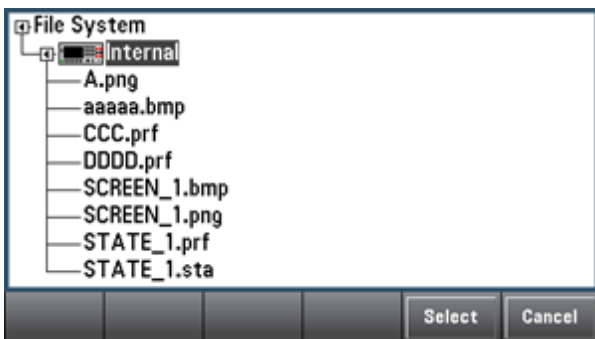 File System
Internal
A.png
aaaaa.bmp
CCC.prf
DDDD.prf
SCREEN_1.bmp
SCREEN_1.png
STATE_1.prf
STATE_1.sta
Select Cancel